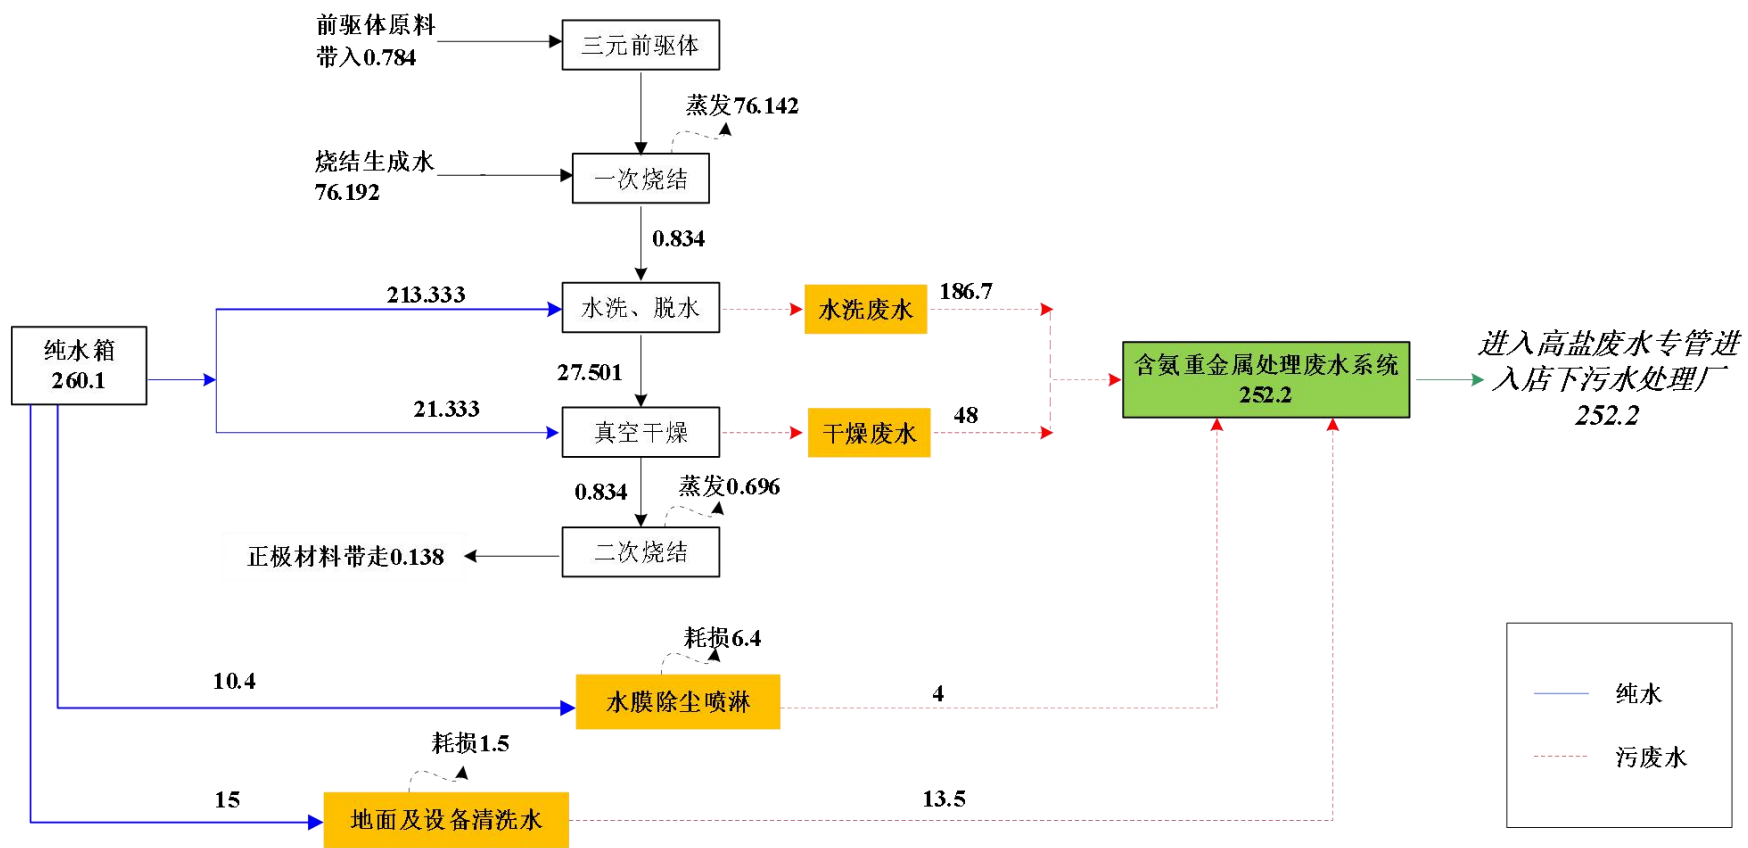 前驱体原料
带入0.784
三元前驱体
蒸发76.142
烧结生成水
76.192
一次烧结
0.834
213.333
水洗、脱水
水洗废水
186.7
纯水箱
260.1
27.501
含氨重金属处理废水系统
252.2
进入高盐废水专管进
入店下污水处理厂
252.2
21.333
真空干燥
干燥废水
48
0.834
蒸发0.696
正极材料带走0.138
二次烧结
耗损6.4
10.4
水膜除尘喷淋
4
纯水
耗损1.5
污废水
15
地面及设备清洗水
13.5